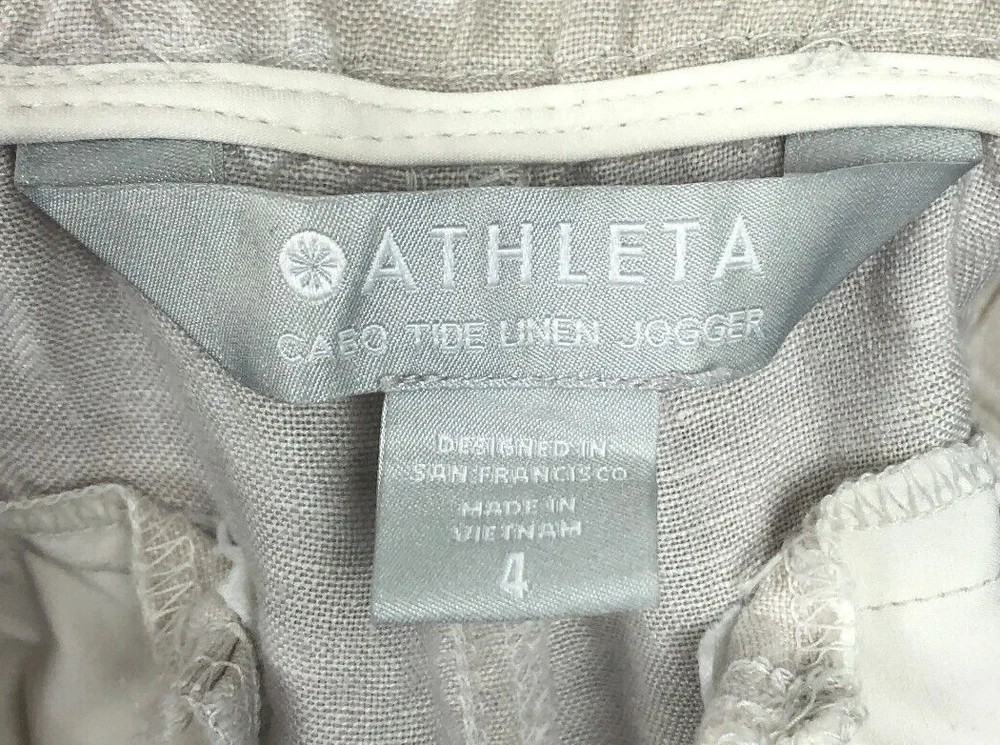 ATHLETA
CABO TIDE LINEN JOGGER
DESIGNED IN
SAN FRANCISCO
MADE IN
VIETNAM
4